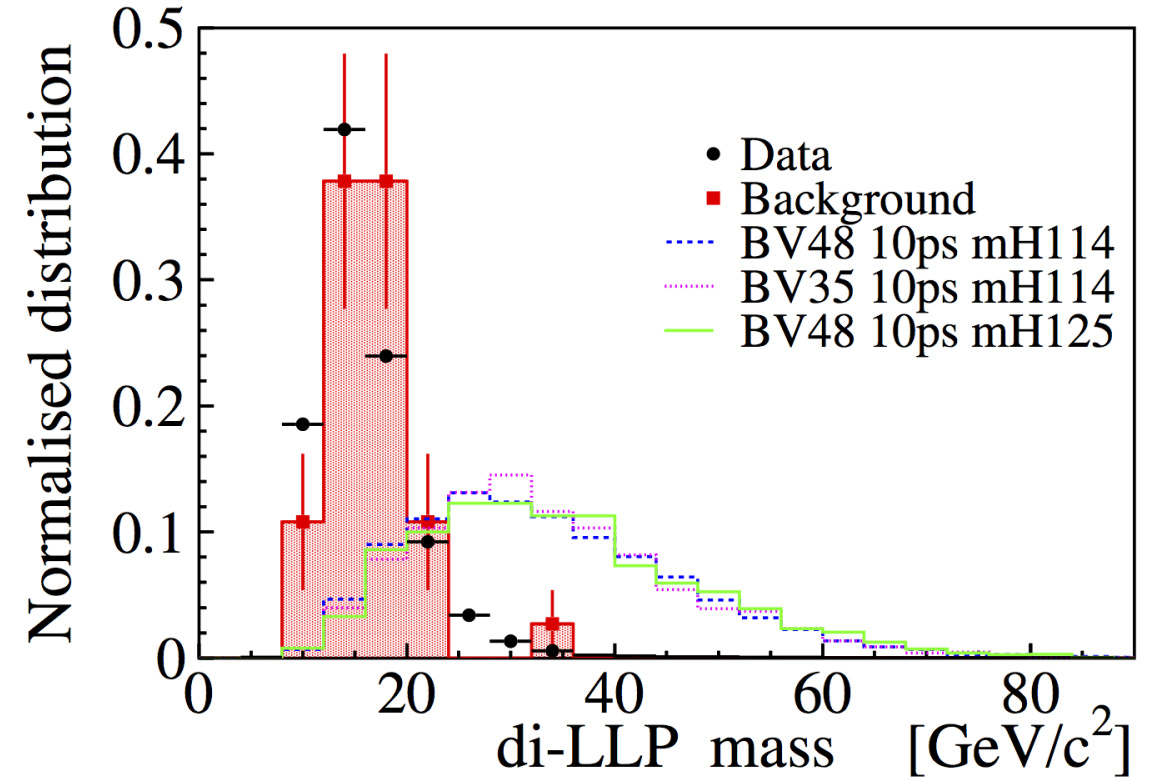 Normalised distribution
0.5
0.4
0.3
0.2
0.1
0
Data
Background
BV48 10ps mH114
BV35 10ps mH114
BV48 10ps mH125
0 20 40 60 80
di-LLP mass [GeV/c²]